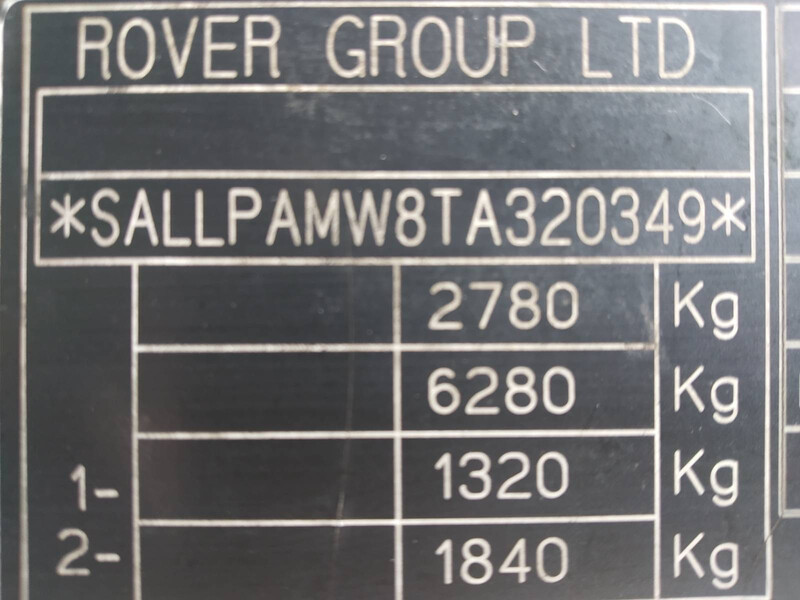 ROVER GROUP LTD
*SALLPAMW8TA320349*
2780 Kg
6280 Kg
1- 1320 Kg
2- 1840 Kg